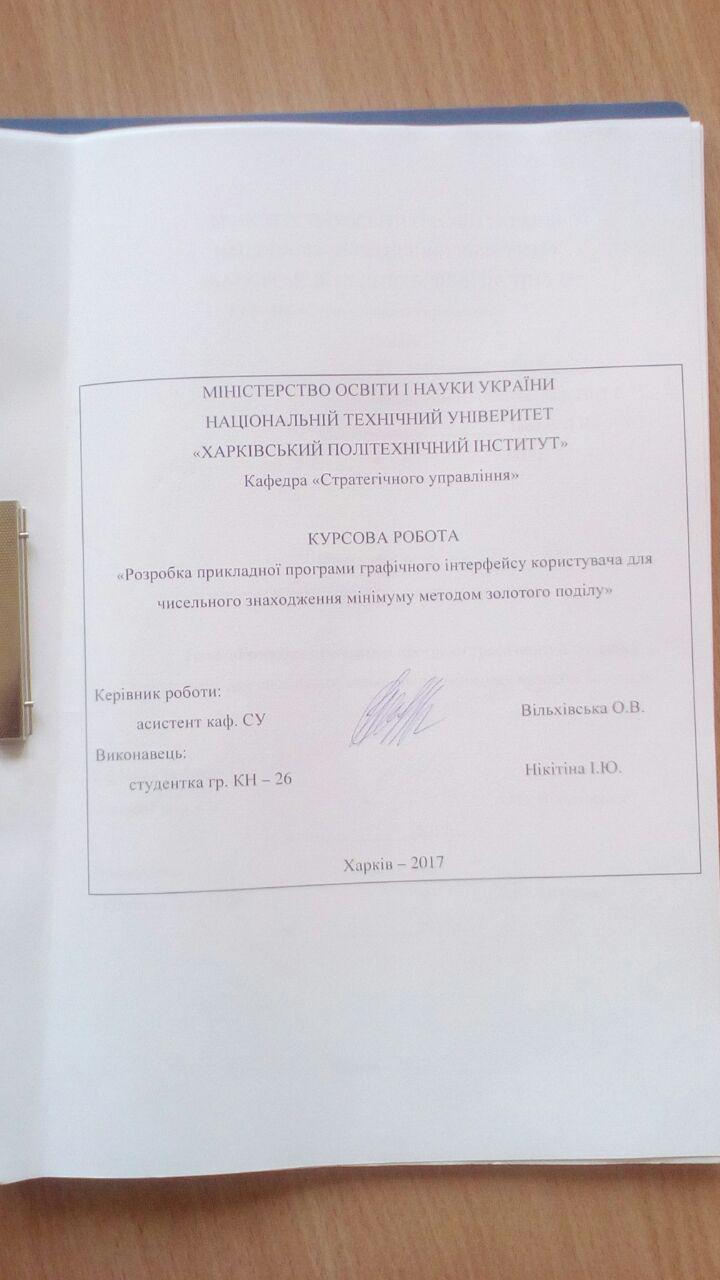 МІНІСТЕРСТВО ОСВІТИ І НАУКИ УКРАЇНИ
НАЦІОНАЛЬНІЙ ТЕХНІЧНИЙ УНІВЕРИТЕТ
«ХАРКІВСЬКИЙ ПОЛІТЕХНІЧНИЙ ІНСТИТУТ»
Кафедра «Стратегічного управління»
КУРСОВА РОБОТА
«Розробка прикладної програми графічного інтерфейсу користувача для
чисельного знаходження мінімуму методом золотого поділу»
Керівник роботи:
асистент каф. СУ Вільхівська О.В.
Виконавець:
студентка гр. КН – 26 Нікітіна І.Ю.
Харків – 2017